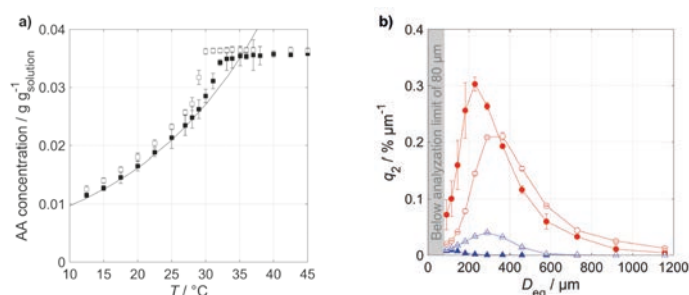 a)
AA concentration / g g⁻¹solution
0.04
0.03
0.02
0.01
0
10 15 20 25 30 35 40 45
T / °C
b)
q₂ / % μm⁻¹
0.4
0.3
0.2
0.1
0
Below analyzation limit of 80 μm
0 200 400 600 800 1000 1200
D_eq / μm